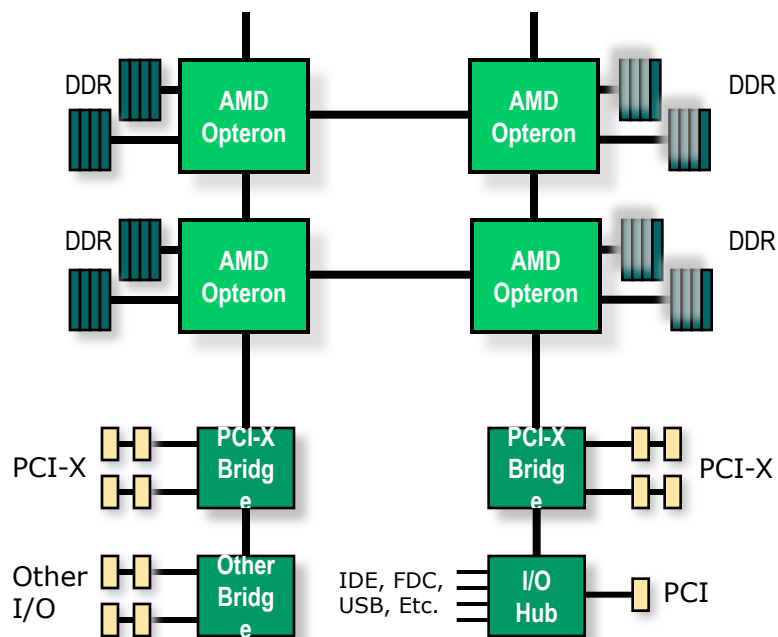 DDR
AMD
Opteron
AMD
Opteron
DDR
DDR
AMD
Opteron
AMD
Opteron
DDR
PCI-X
PCI-X
Bridg
e
PCI-X
Bridg
e
PCI-X
Other
I/O
Other
Bridg
e
IDE, FDC,
USB, Etc.
I/O
Hub
PCI